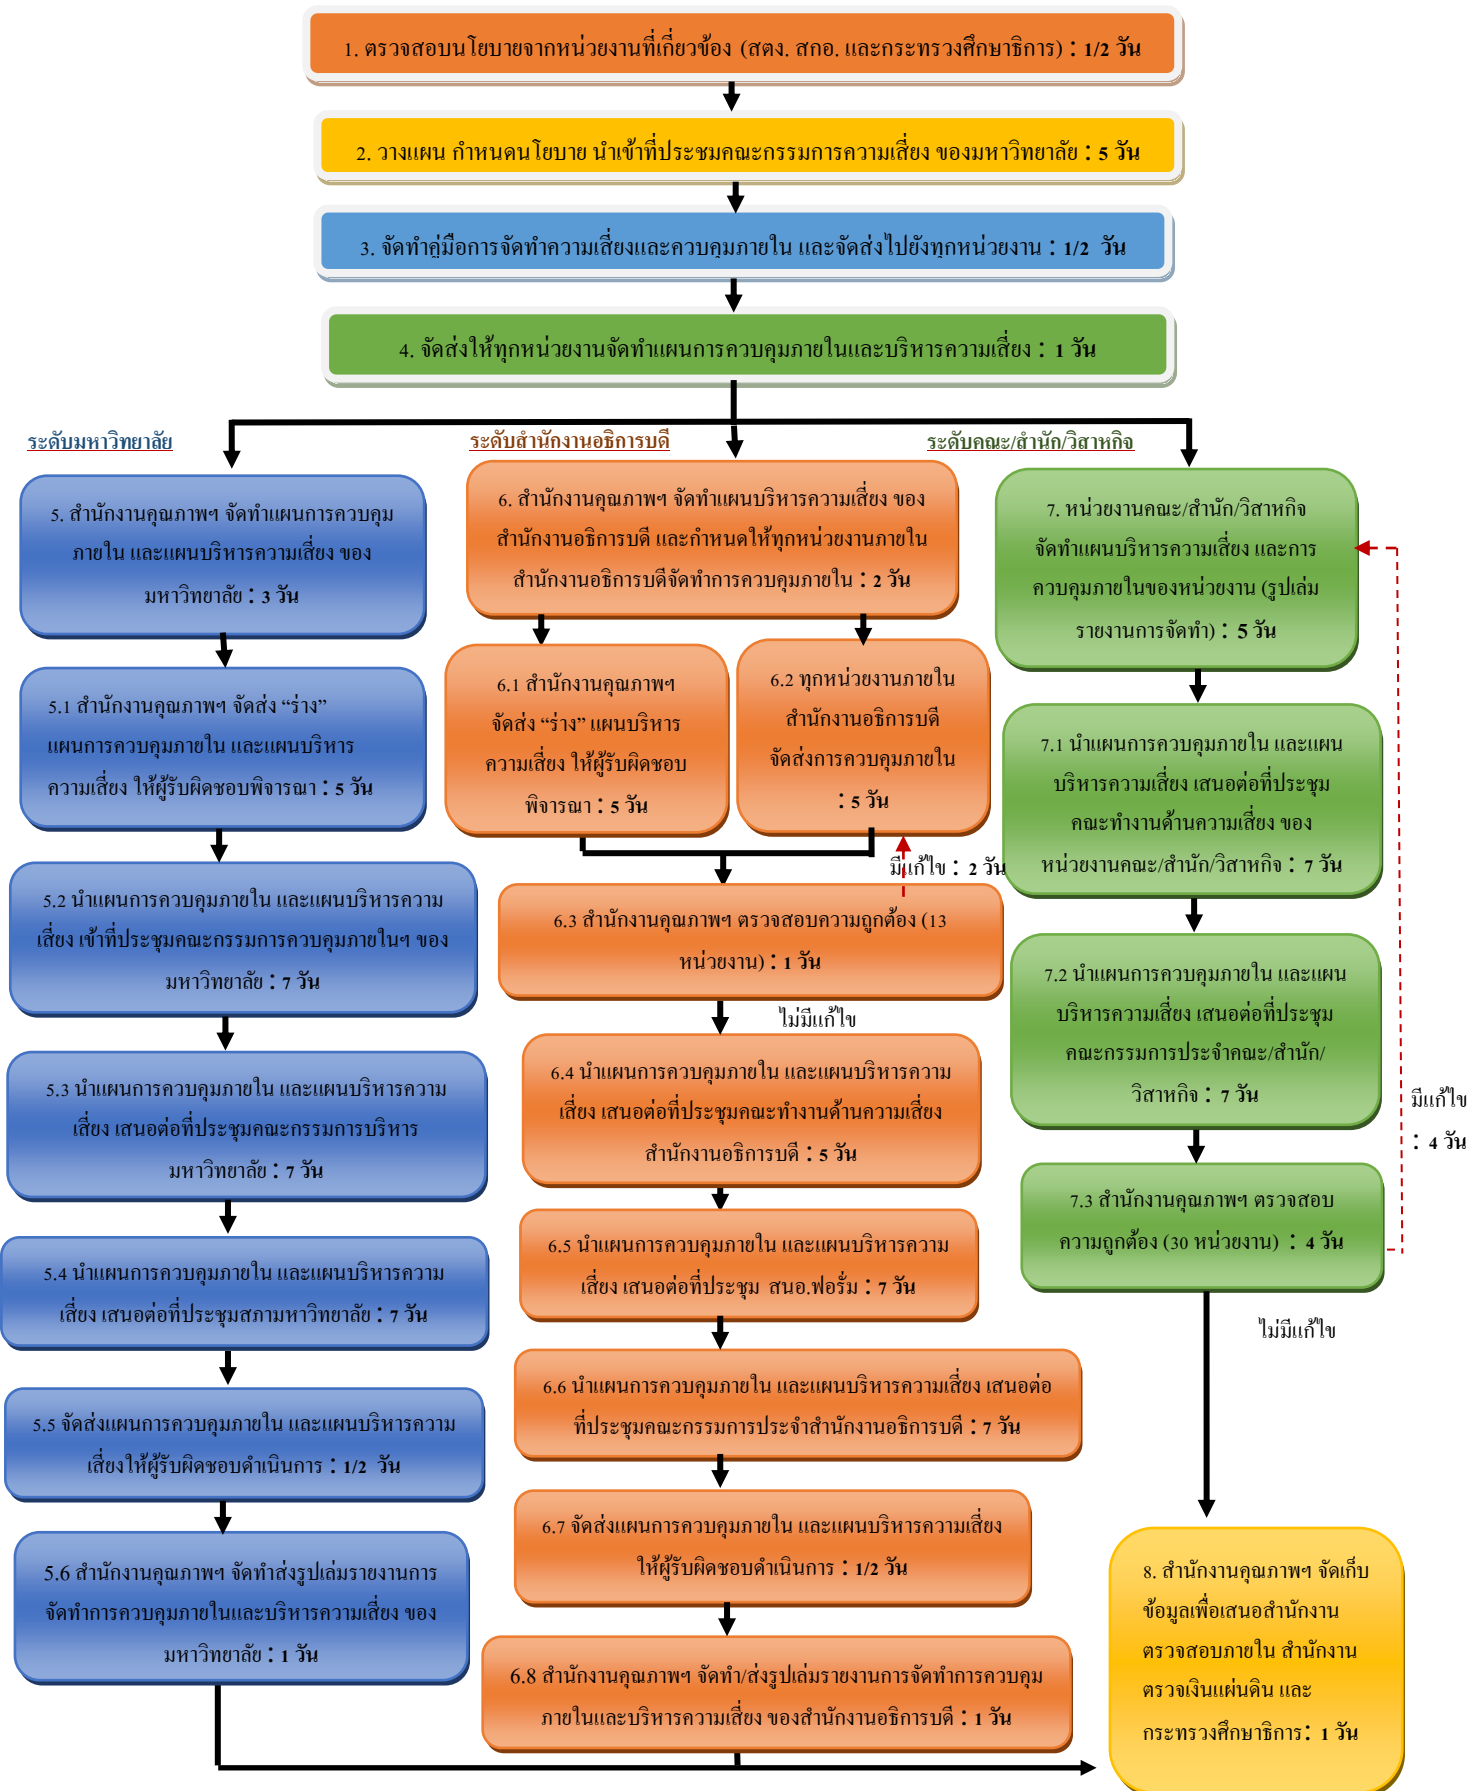 1. ตรวจสอบนโยบายจากหน่วยงานที่เกี่ยวข้อง (สตง. สกอ. และกระทรวงศึกษาธิการ) : 1/2 วัน
2. วางแผน กำหนดนโยบาย นำเข้าที่ประชมคณะกรรมการความเสี่ยง ของมหาวิทยาลัย : 5 วัน
3. จัดทำคู่มือการจัดทำความเสี่ยงและควบคุมภายใน และจัดส่งไปยังทุกหน่วยงาน : 1/2 วัน
4. จัดส่งให้ทุกหน่วยงานจัดทำแผนการควบคุมภายในและบริหารความเสี่ยง : 1 วัน
ระดับมหาวิทยาลัย
5. สำนักงานคุณภาพฯ จัดทำแผนการควบคุม
ภายใน และแผนบริหารความเสี่ยง ของ
มหาวิทยาลัย : 3 วัน
5.1 สำนักงานคุณภาพฯ จัดส่ง “ร่าง”
แผนการควบคุมภายใน และแผนบริหาร
ความเสี่ยง ให้ผู้รับผิดชอบพิจารณา : 5 วัน
5.2 นำแผนการควบคุมภายใน และแผนบริหารความ
เสี่ยง เข้าที่ประชุมคณะกรรมการควบคุมภายในฯ ของ
มหาวิทยาลัย : 7 วัน
5.3 นำแผนการควบคุมภายใน และแผนบริหารความ
เสี่ยง เสนอต่อที่ประชุมคณะกรรมการบริหาร
มหาวิทยาลัย : 7 วัน
5.4 นำแผนการควบคุมภายใน และแผนบริหารความ
เสี่ยง เสนอต่อที่ประชุมสภามหาวิทยาลัย : 7 วัน
5.5 จัดส่งแผนการควบคุมภายใน และแผนบริหารความ
เสี่ยงให้ผู้รับผิดชอบดำเนินการ : 1/2 วัน
5.6 สำนักงานคุณภาพฯ จัดทำส่งรูปเล่มรายงานการ
จัดทำการควบคุมภายในและบริหารความเสี่ยง ของ
มหาวิทยาลัย : 1 วัน
ระดับสำนักงานอธิการบดี
6. สำนักงานคุณภาพฯ จัดทำแผนบริหารความเสี่ยง ของ
สำนักงานอธิการบดี และกำหนดให้ทุกหน่วยงานภายใน
สำนักงานอธิการบดีจัดทำการควบคุมภายใน : 2 วัน
6.1 สำนักงานคุณภาพฯ
จัดส่ง “ร่าง” แผนบริหาร
ความเสี่ยง ให้ผู้รับผิดชอบ
พิจารณา : 5 วัน
6.2 ทุกหน่วยงานภายใน
สำนักงานอธิการบดี
จัดส่งการควบคุมภายใน
: 5 วัน
มีแก้ไข : 2 วัน
6.3 สำนักงานคุณภาพฯ ตรวจสอบความถูกต้อง (13
หน่วยงาน) : 1 วัน
ไม่มีแก้ไข
6.4 นำแผนการควบคุมภายใน และแผนบริหารความ
เสี่ยง เสนอต่อที่ประชุมคณะทำงานด้านความเสี่ยง
สำนักงานอธิการบดี : 5 วัน
6.5 นำแผนการควบคุมภายใน และแผนบริหารความ
เสี่ยง เสนอต่อที่ประชุม สนอ.ฟอรั่ม : 7 วัน
6.6 นำแผนการควบคุมภายใน และแผนบริหารความเสี่ยง เสนอต่อ
ที่ประชุมคณะกรรมการประจำสำนักงานอธิการบดี : 7 วัน
6.7 จัดส่งแผนการควบคุมภายใน และแผนบริหารความเสี่ยง
ให้ผู้รับผิดชอบดำเนินการ : 1/2 วัน
6.8 สำนักงานคุณภาพฯ จัดทำ/ส่งรูปเล่มรายงานการจัดทำการควบคุม
ภายในและบริหารความเสี่ยง ของสำนักงานอธิการบดี : 1 วัน
ระดับคณะ/สำนัก/วิสาหกิจ
7. หน่วยงานคณะ/สำนัก/วิสาหกิจ
จัดทำแผนบริหารความเสี่ยง และการ
ควบคุมภายในของหน่วยงาน (รูปเล่ม
รายงานการจัดทำ) : 5 วัน
7.1 นำแผนการควบคุมภายใน และแผน
บริหารความเสี่ยง เสนอต่อที่ประชุม
คณะทำงานด้านความเสี่ยง ของ
หน่วยงานคณะ/สำนัก/วิสาหกิจ : 7 วัน
7.2 นำแผนการควบคุมภายใน และแผน
บริหารความเสี่ยง เสนอต่อที่ประชุม
คณะกรรมการประจำคณะ/สำนัก/
วิสาหกิจ : 7 วัน
มีแก้ไข
: 4 วัน
7.3 สำนักงานคุณภาพฯ ตรวจสอบ
ความถูกต้อง (30 หน่วยงาน) : 4 วัน
ไม่มีแก้ไข
8. สำนักงานคุณภาพฯ จัดเก็บ
ข้อมูลเพื่อเสนอสำนักงาน
ตรวจสอบภายใน สำนักงาน
ตรวจเงินแผ่นดิน และ
กระทรวงศึกษาธิการ: 1 วัน